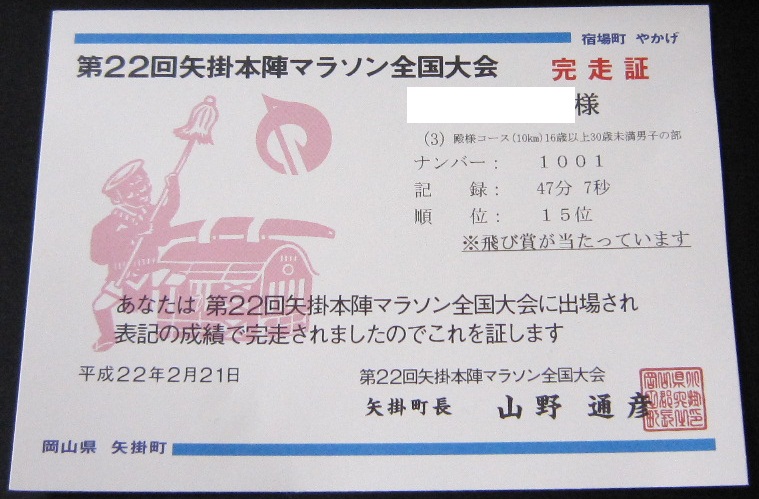 宿場町 やかげ
第22回矢掛本陣マラソン全国大会 完走証
様
(3) 殿様コース(10km)16歳以上30歳未満男子の部
ナンバー： 1001
記 録： 47分 7秒
順 位： 15位
※飛び賞が当たっています
あなたは 第22回矢掛本陣マラソン全国大会に出場され
表記の成績で完走されましたのでこれを証します
平成22年2月21日
第22回矢掛本陣マラソン全国大会
矢掛町長 山野 通彦
岡山県 矢掛町